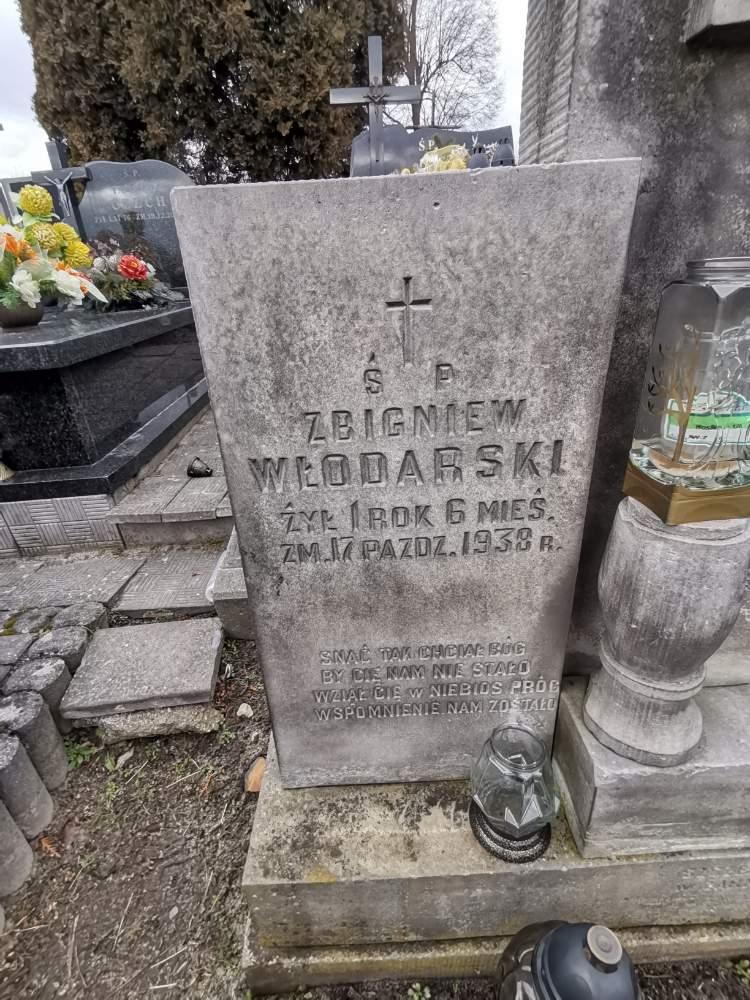 Ś P
ZBIGNIEW
WŁODARSKI
ŻYŁ 1 ROK 6 MIEŚ.
ZM. 17 PAZDZ. 1938 R.
SNAĆ TAK CHCIAŁ BÓG
BY CIĘ NAM NIE STAŁO
WZIĄŁ CIĘ W NIEBIOS PRÓG
WSPOMNIENIE NAM ZOSTAŁO